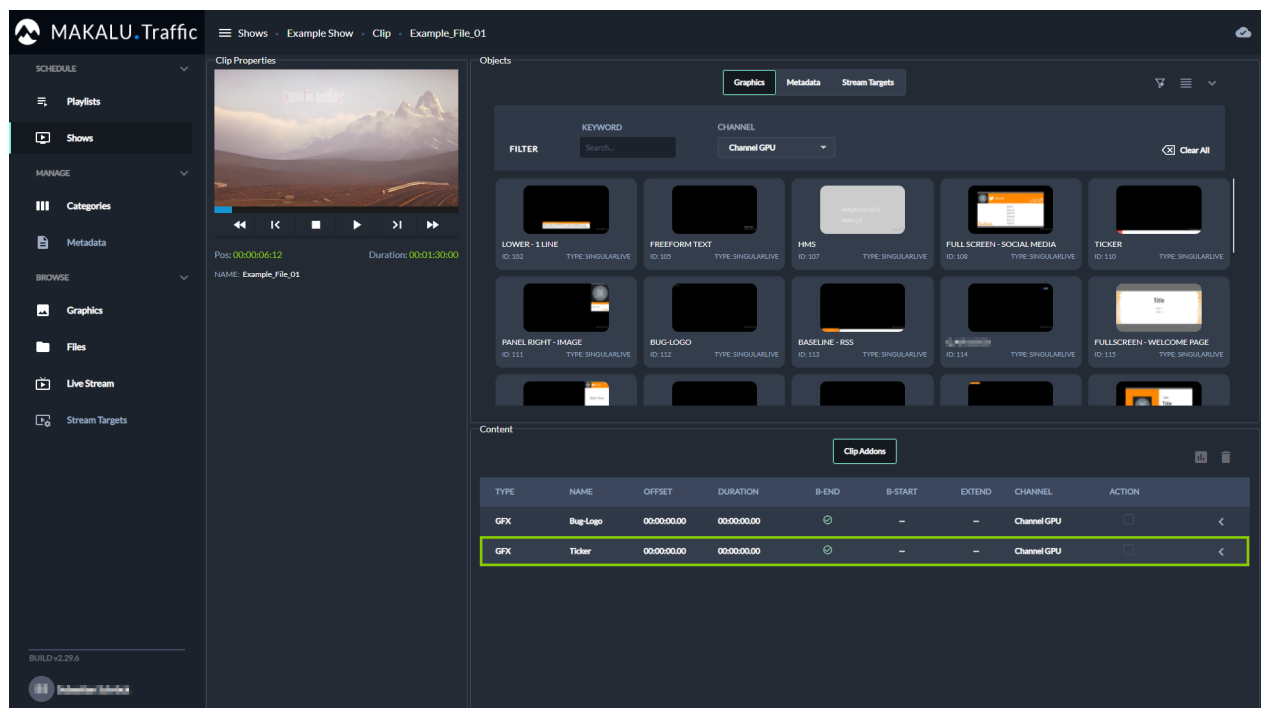 MAKALU.Traffic
Shows - Example Show - Clip - Example_File_01
SCHEDULE
Playlists
Shows
MANAGE
Categories
Metadata
BROWSE
Graphics
Files
Live Stream
Stream Targets
BUILD v2.29.6
Clip Properties
Pos: 00:00:06:12 Duration: 00:01:30:00
NAME: Example_File_01
Objects
Graphics Metadata Stream Targets
KEYWORD CHANNEL
FILTER Search... Channel GPU Clear All
LOWER - 1 LINE FREEFORM TEXT HMS FULL SCREEN - SOCIAL MEDIA TICKER
ID: 102 TYPE: SINGULARLIVE ID: 105 TYPE: SINGULARLIVE ID: 107 TYPE: SINGULARLIVE ID: 108 TYPE: SINGULARLIVE ID: 110 TYPE: SINGULARLIVE
Title
PANEL RIGHT - IMAGE BUG-LOGO BASELINE - RSS FULLSCREEN - WELCOME PAGE
ID: 111 TYPE: SINGULARLIVE ID: 112 TYPE: SINGULARLIVE ID: 113 TYPE: SINGULARLIVE ID: 114 TYPE: SINGULARLIVE ID: 115 TYPE: SINGULARLIVE
Title
Content
Clip Addons
TYPE NAME OFFSET DURATION B-END B-START EXTEND CHANNEL ACTION
GFX Bug-Logo 00:00:00.00 00:00:00.00 – – Channel GPU
GFX Ticker 00:00:00.00 00:00:00.00 – – Channel GPU